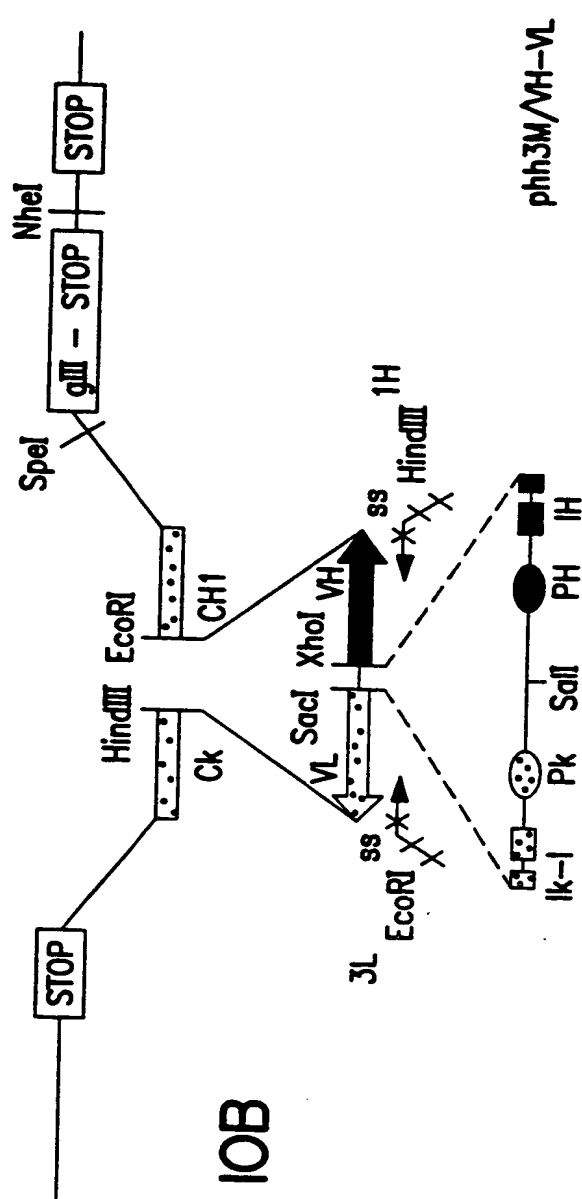 NheI
STOP
gIII – STOP
SpeI
EcoRI
CH1
HindIII
Ck
STOP
1H
ss
HindIII
XhoI
VH
SacI
VL
3L
ss
EcoRI
IH
PH
SalI
Pk
Ik–I
phh3M/VH–VL
10B